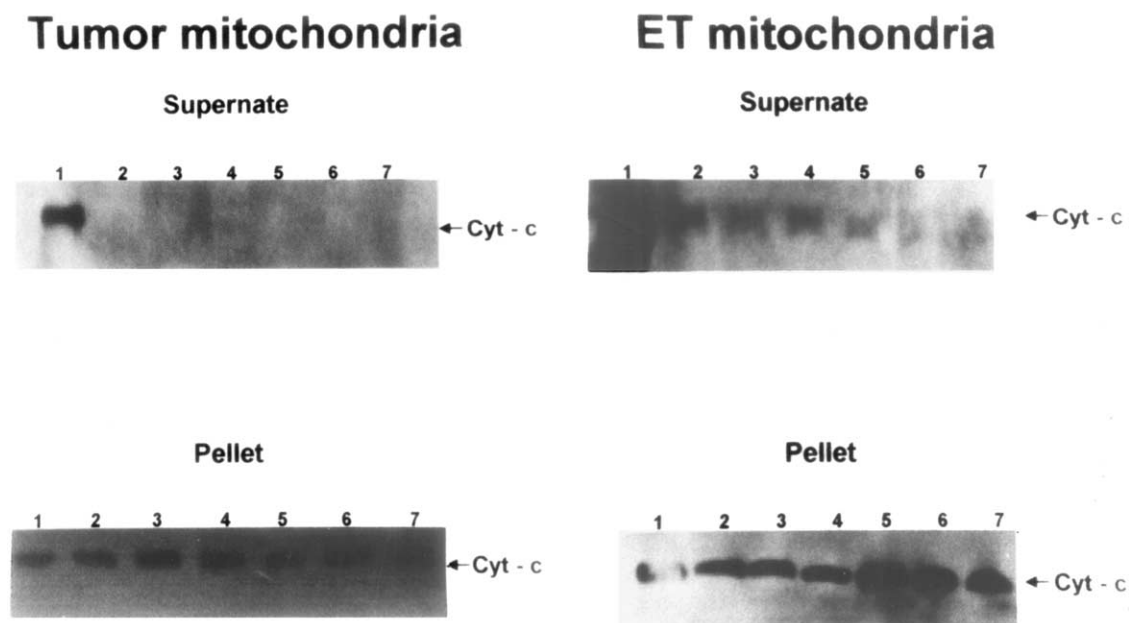 Tumor mitochondria
Supernate
1 2 3 4 5 6 7
Cyt - c
Pellet
1 2 3 4 5 6 7
Cyt - c
ET mitochondria
Supernate
1 2 3 4 5 6 7
Cyt - c
Pellet
1 2 3 4 5 6 7
Cyt - c